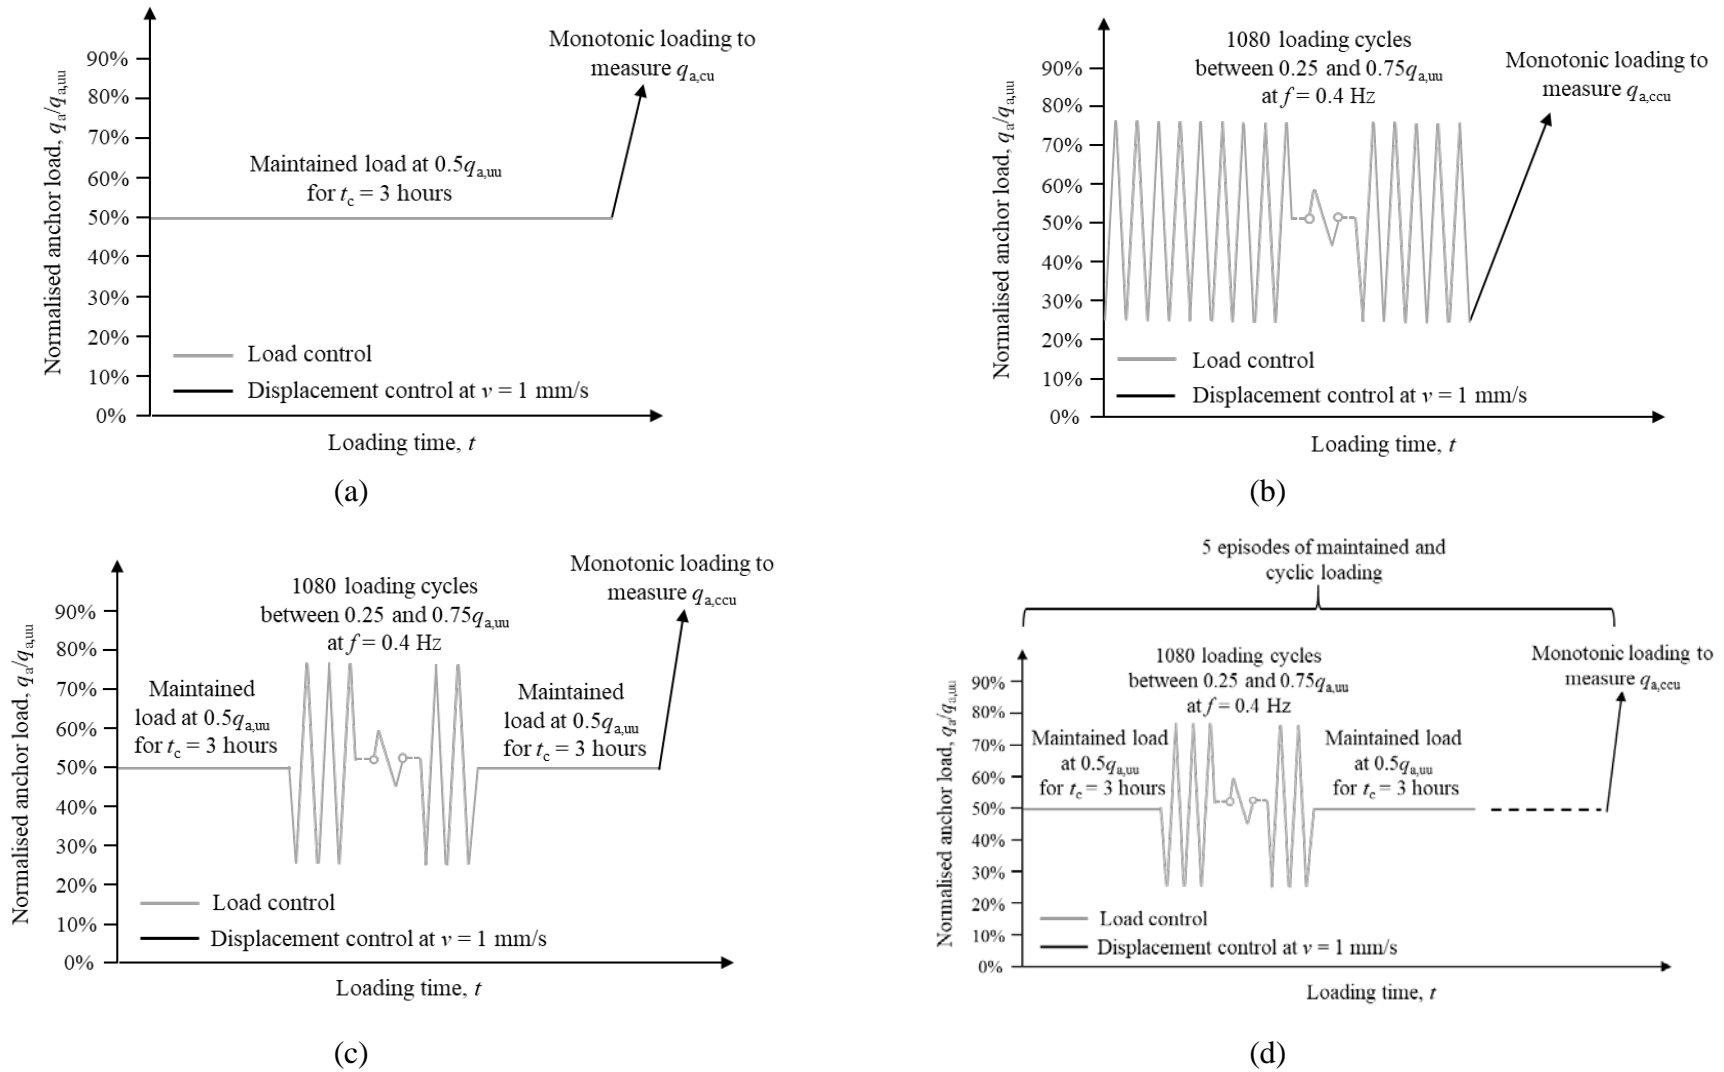 Normalised anchor load, qa/qa,uu
90%
80%
70%
60%
50%
40%
30%
20%
10%
0%
Monotonic loading to
measure qa,cu
Maintained load at 0.5qa,uu
for tc = 3 hours
Load control
Displacement control at v = 1 mm/s
Loading time, t
(a)
Normalised anchor load, qa/qa,uu
90%
80%
70%
60%
50%
40%
30%
20%
10%
0%
1080 loading cycles
between 0.25 and 0.75qa,uu
at f = 0.4 Hz
Monotonic loading to
measure qa,ccu
Load control
Displacement control at v = 1 mm/s
Loading time, t
(b)
Normalised anchor load, qa/qa,uu
90%
80%
70%
60%
50%
40%
30%
20%
10%
0%
Monotonic loading to
measure qa,ccu
1080 loading cycles
between 0.25 and 0.75qa,uu
at f = 0.4 Hz
Maintained
load at 0.5qa,uu
for tc = 3 hours
Maintained
load at 0.5qa,uu
for tc = 3 hours
Load control
Displacement control at v = 1 mm/s
Loading time, t
(c)
5 episodes of maintained and
cyclic loading
Normalised anchor load, qa/qa,uu
90%
80%
70%
60%
50%
40%
30%
20%
10%
0%
1080 loading cycles
between 0.25 and 0.75qa,uu
at f = 0.4 Hz
Monotonic loading to
measure qa,ccu
Maintained load
at 0.5qa,uu
for tc = 3 hours
Maintained load
at 0.5qa,uu
for tc = 3 hours
Load control
Displacement control at v = 1 mm/s
Loading time, t
(d)